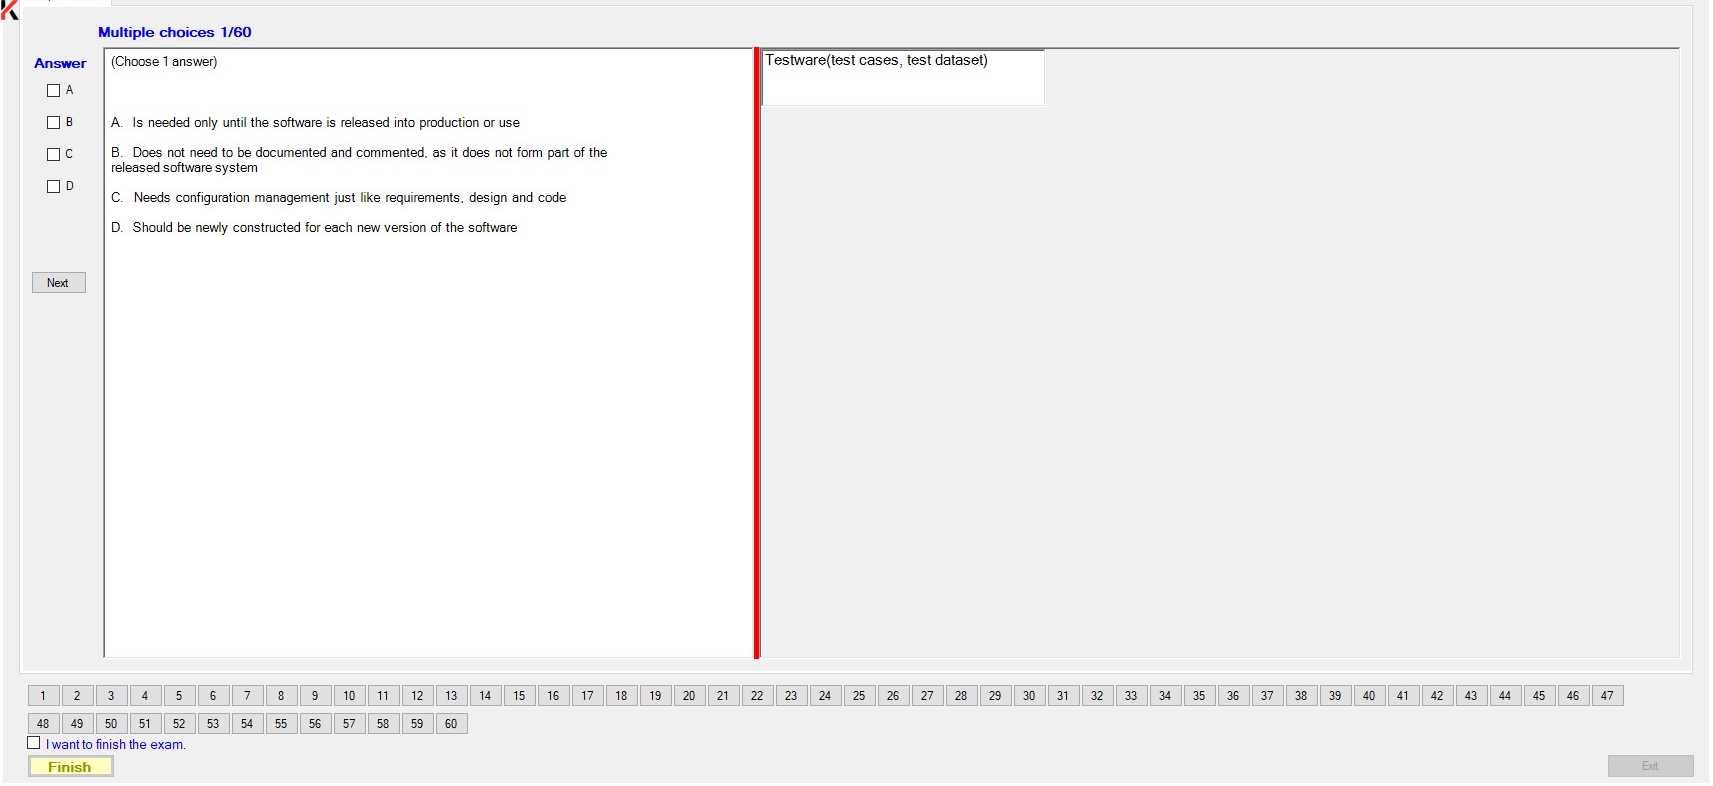 Multiple choices 1/60
Answer
A
B
C
D
Next
(Choose 1 answer)
A. Is needed only until the software is released into production or use
B. Does not need to be documented and commented, as it does not form part of the
released software system
C. Needs configuration management just like requirements, design and code
D. Should be newly constructed for each new version of the software
Testware(test cases, test dataset)
1 2 3 4 5 6 7 8 9 10 11 12 13 14 15 16 17 18 19 20 21 22 23 24 25 26 27 28 29 30 31 32 33 34 35 36 37 38 39 40 41 42 43 44 45 46 47
48 49 50 51 52 53 54 55 56 57 58 59 60
I want to finish the exam.
Finish
Exit